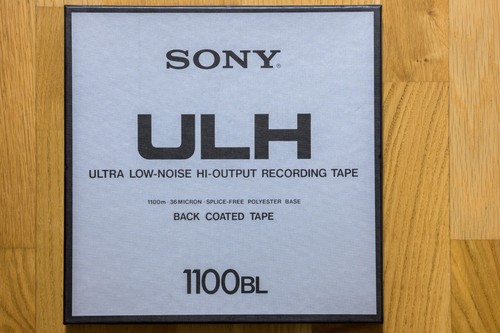 SONY®
ULH
ULTRA LOW-NOISE HI-OUTPUT RECORDING TAPE
1100m · 36 MICRON · SPLICE-FREE POLYESTER BASE
BACK COATED TAPE
1100BL